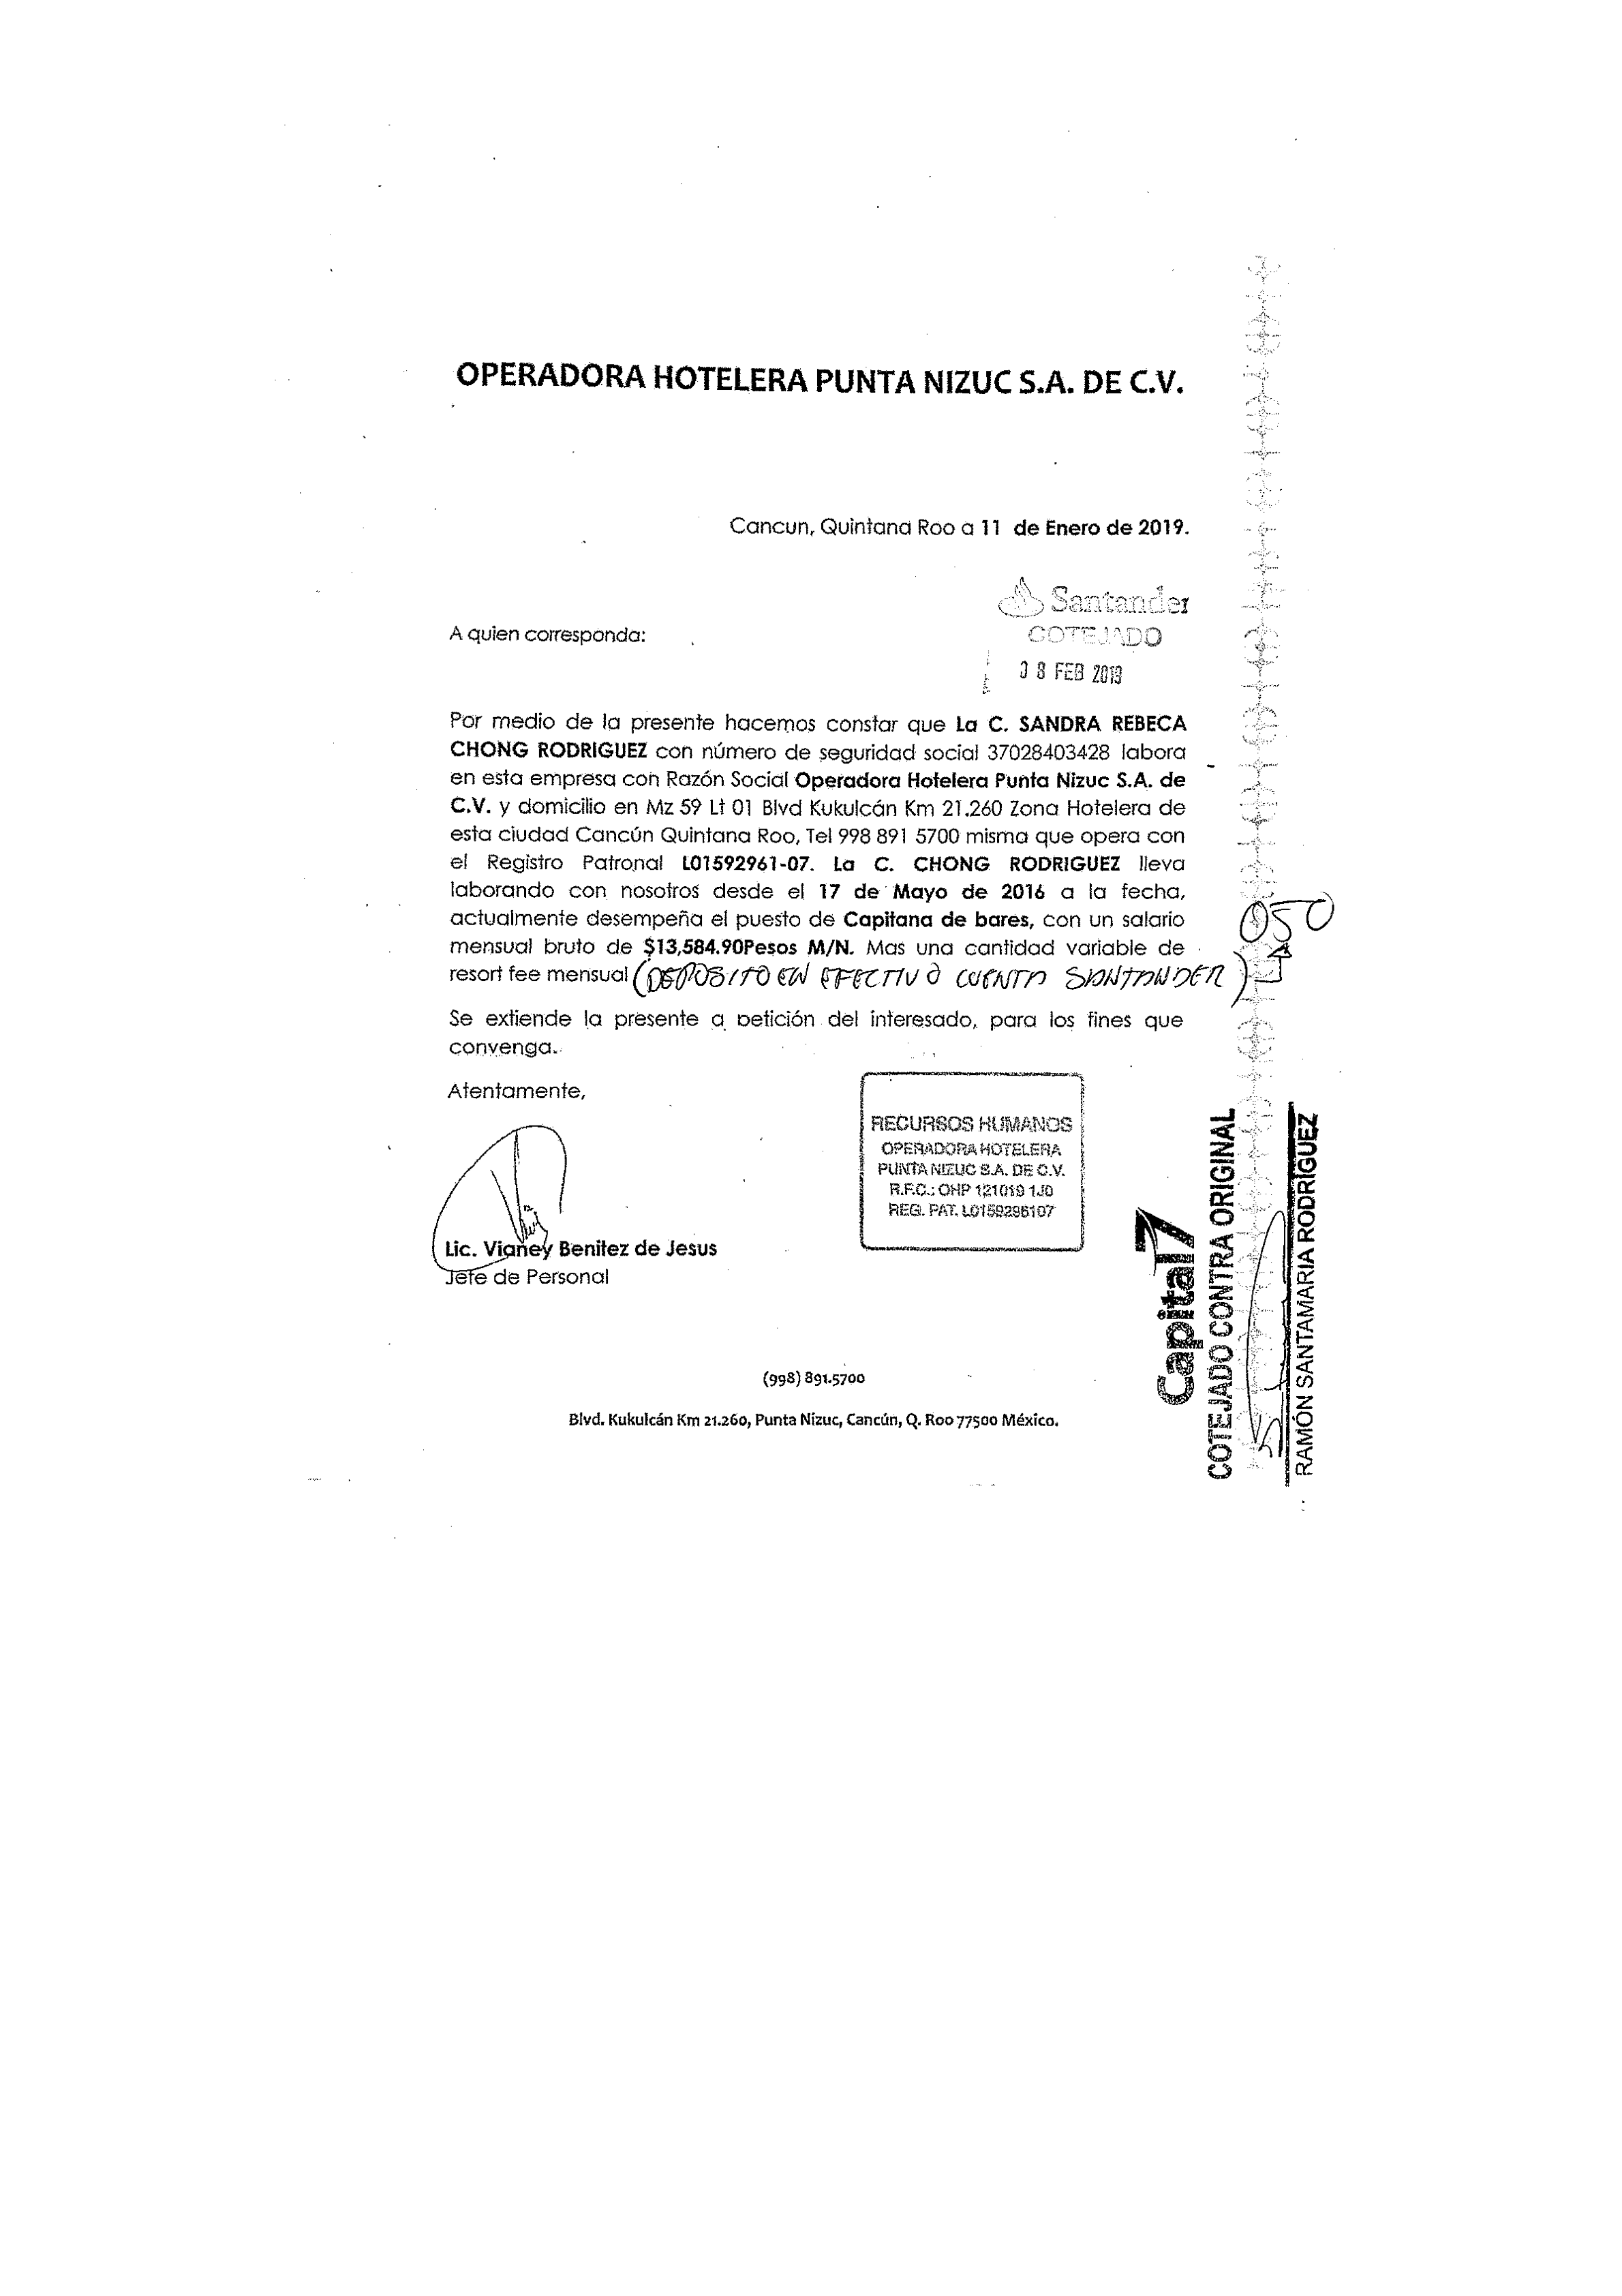 OPERADORA HOTELERA PUNTA NIZUC S.A. DE C.V.
Cancun, Quintana Roo a 11 de Enero de 2019.
Santander
COTEJADO
A quien corresponda:
08 FEB 2019
Por medio de la presente hacemos constar que La C. SANDRA REBECA
CHONG RODRIGUEZ con número de seguridad social 37028403428 labora
en esta empresa con Razón Social Operadora Hotelera Punta Nizuc S.A. de
C.V. y domicilio en Mz 59 Lt 01 Blvd Kukulcán Km 21.260 Zona Hotelera de
esta ciudad Cancún Quintana Roo, Tel 998 891 5700 misma que opera con
el Registro Patronal L01592961-07. La C. CHONG RODRIGUEZ lleva
laborando con nosotros desde el 17 de Mayo de 2016 a la fecha,
actualmente desempeña el puesto de Capitana de bares, con un salario
mensual bruto de $13,584.90Pesos M/N. Mas una cantidad variable de
resort fee mensual (DEPOSITO EN EFECTIVO CUENTA SANTANDER)
050
Se extiende la presente a petición del interesado, para los fines que
convenga.
Atentamente,
RECURSOS HUMANOS
OPERADORA HOTELERA
PUNTA NIZUC S.A. DE C.V.
R.F.C.: OHP 121019 1J0
REG. PAT. L0159296107
Lic. Vianey Benitez de Jesus
Jefe de Personal
Capital 7
COTEJADO CONTRA ORIGINAL
RAMÓN SANTAMARIA RODRÍGUEZ
(998) 891.5700
Blvd. Kukulcán Km 21.260, Punta Nizuc, Cancún, Q. Roo 77500 México.